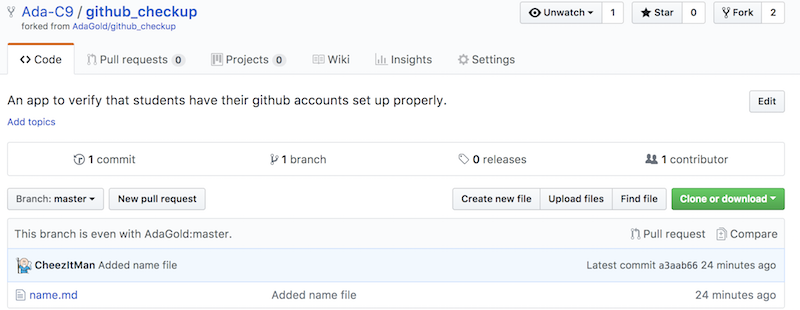 Ada-C9 / github_checkup
forked from AdaGold/github_checkup
Unwatch 1 Star 0 Fork 2
Code Pull requests 0 Projects 0 Wiki Insights Settings
An app to verify that students have their github accounts set up properly. Edit
Add topics
1 commit 1 branch 0 releases 1 contributor
Branch: master New pull request Create new file Upload files Find file Clone or download
This branch is even with AdaGold:master. Pull request Compare
CheezItMan Added name file Latest commit a3aab66 24 minutes ago
name.md Added name file 24 minutes ago